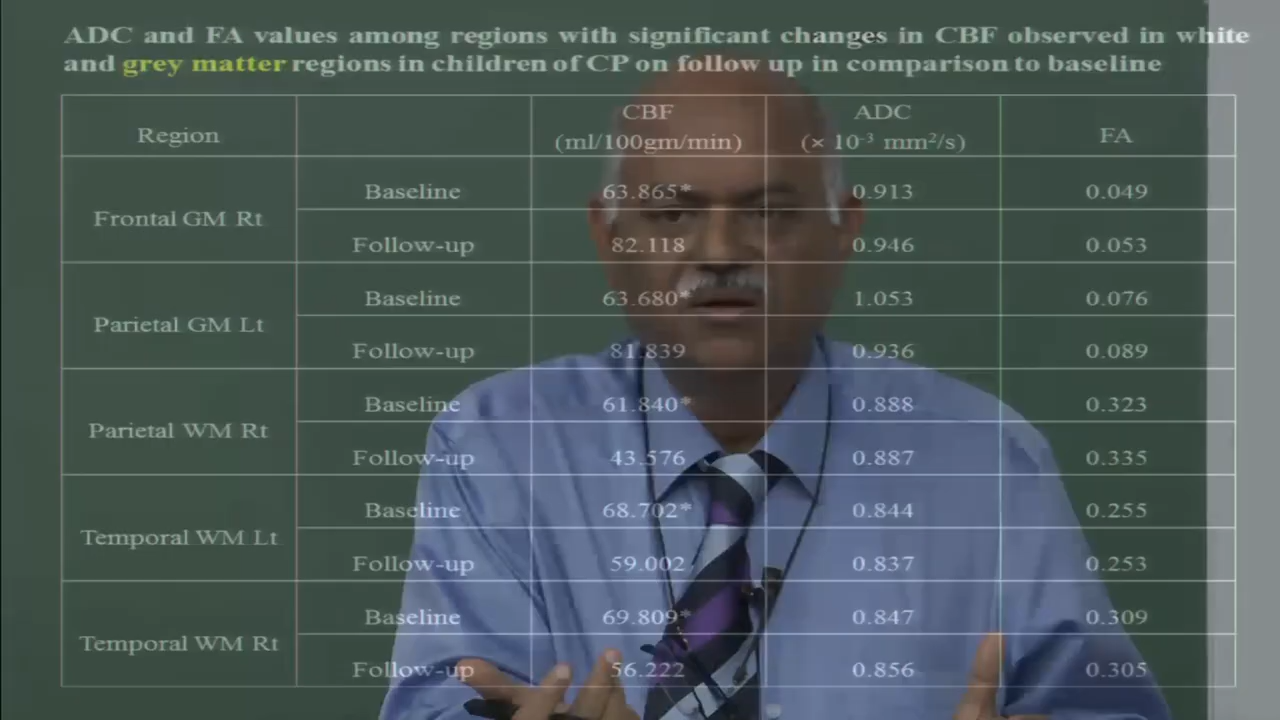 ADC and FA values among regions with significant changes in CBF observed in white
and grey matter regions in children of CP on follow up in comparison to baseline
Region CBF (ml/100gm/min) ADC (× 10⁻³ mm²/s) FA
Frontal GM Rt Baseline 63.865* 0.913 0.049
Follow-up 82.118 0.946 0.053
Parietal GM Lt Baseline 63.680* 1.053 0.076
Follow-up 81.839 0.936 0.089
Parietal WM Rt Baseline 61.840* 0.888 0.323
Follow-up 43.576 0.887 0.335
Temporal WM Lt Baseline 68.702* 0.844 0.255
Follow-up 59.002 0.837 0.253
Temporal WM Rt Baseline 69.809* 0.847 0.309
Follow-up 56.222 0.856 0.305